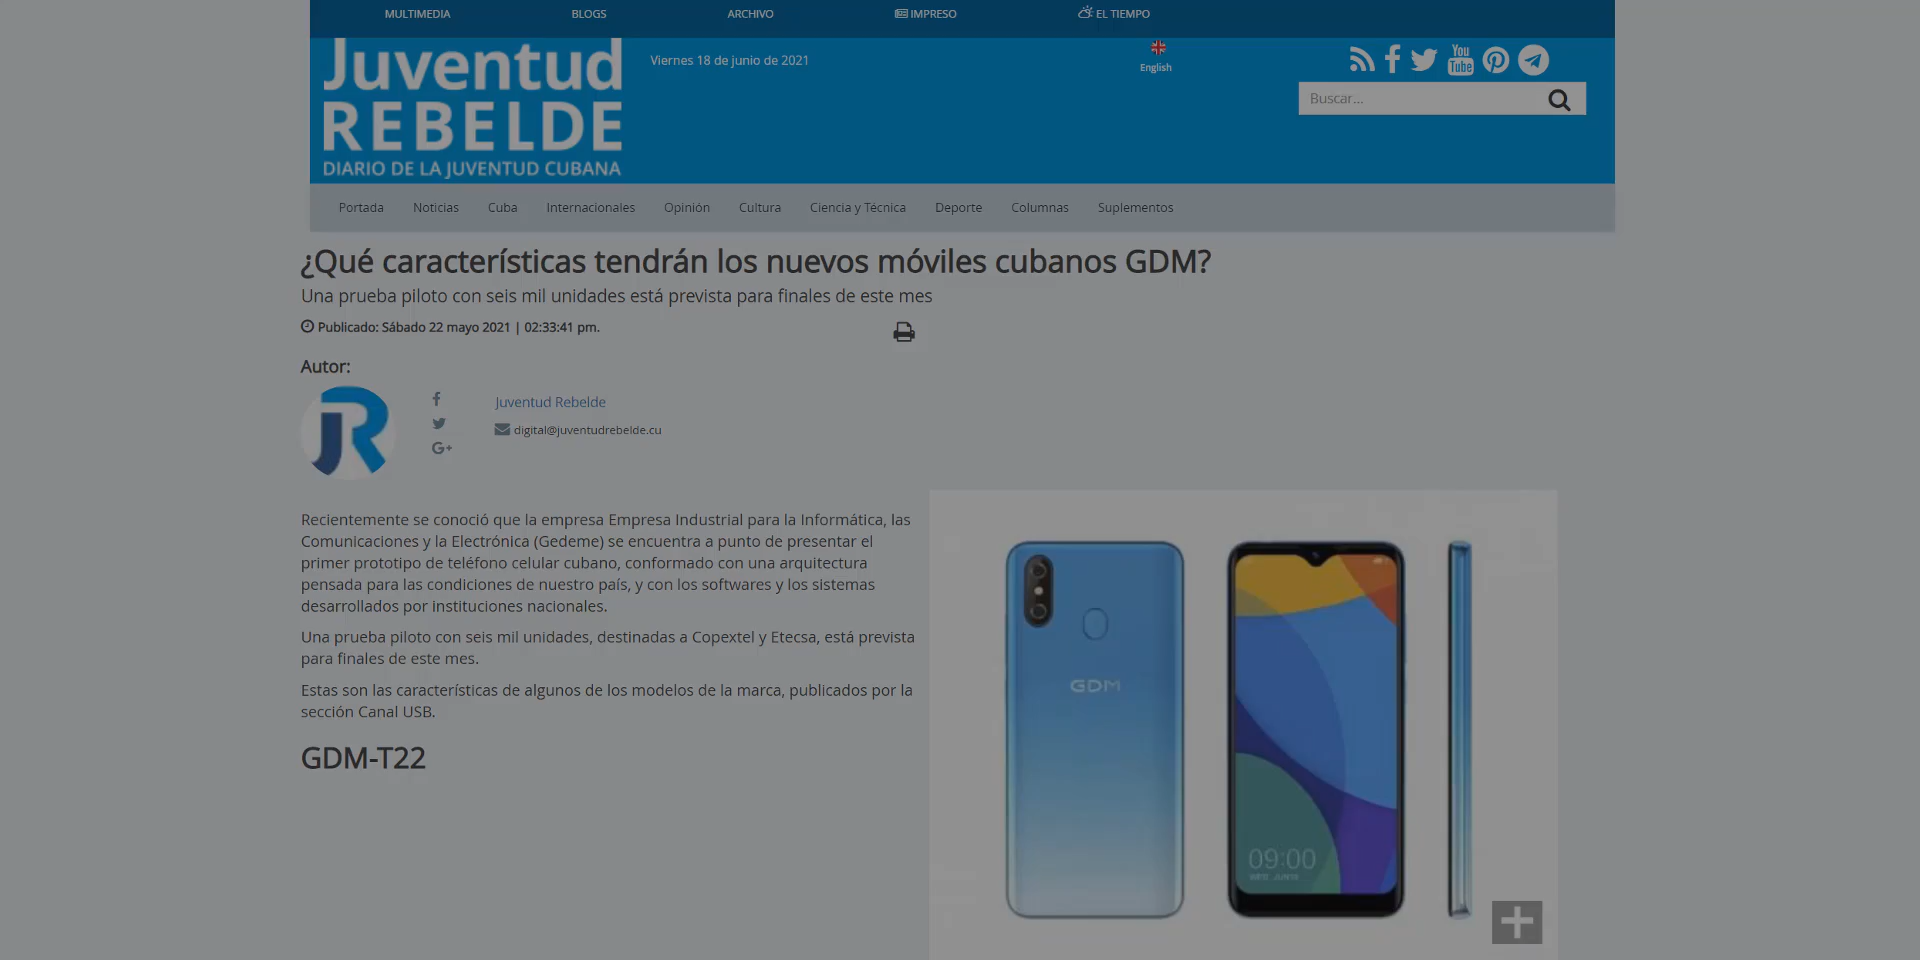 MULTIMEDIA BLOGS ARCHIVO IMPRESO EL TIEMPO
Juventud
REBELDE
DIARIO DE LA JUVENTUD CUBANA
Viernes 18 de junio de 2021
English
You
Tube
Buscar...
Portada Noticias Cuba Internacionales Opinión Cultura Ciencia y Técnica Deporte Columnas Suplementos
¿Qué características tendrán los nuevos móviles cubanos GDM?
Una prueba piloto con seis mil unidades está prevista para finales de este mes
Publicado: Sábado 22 mayo 2021 | 02:33:41 pm.
Autor:
JR
G+
Juventud Rebelde
digital@juventudrebelde.cu
Recientemente se conoció que la empresa Empresa Industrial para la Informática, las
Comunicaciones y la Electrónica (Gedeme) se encuentra a punto de presentar el
primer prototipo de teléfono celular cubano, conformado con una arquitectura
pensada para las condiciones de nuestro país, y con los softwares y los sistemas
desarrollados por instituciones nacionales.
Una prueba piloto con seis mil unidades, destinadas a Copextel y Etecsa, está prevista
para finales de este mes.
Estas son las características de algunos de los modelos de la marca, publicados por la
sección Canal USB.
GDM-T22
GDM
09:00
WED, JUN